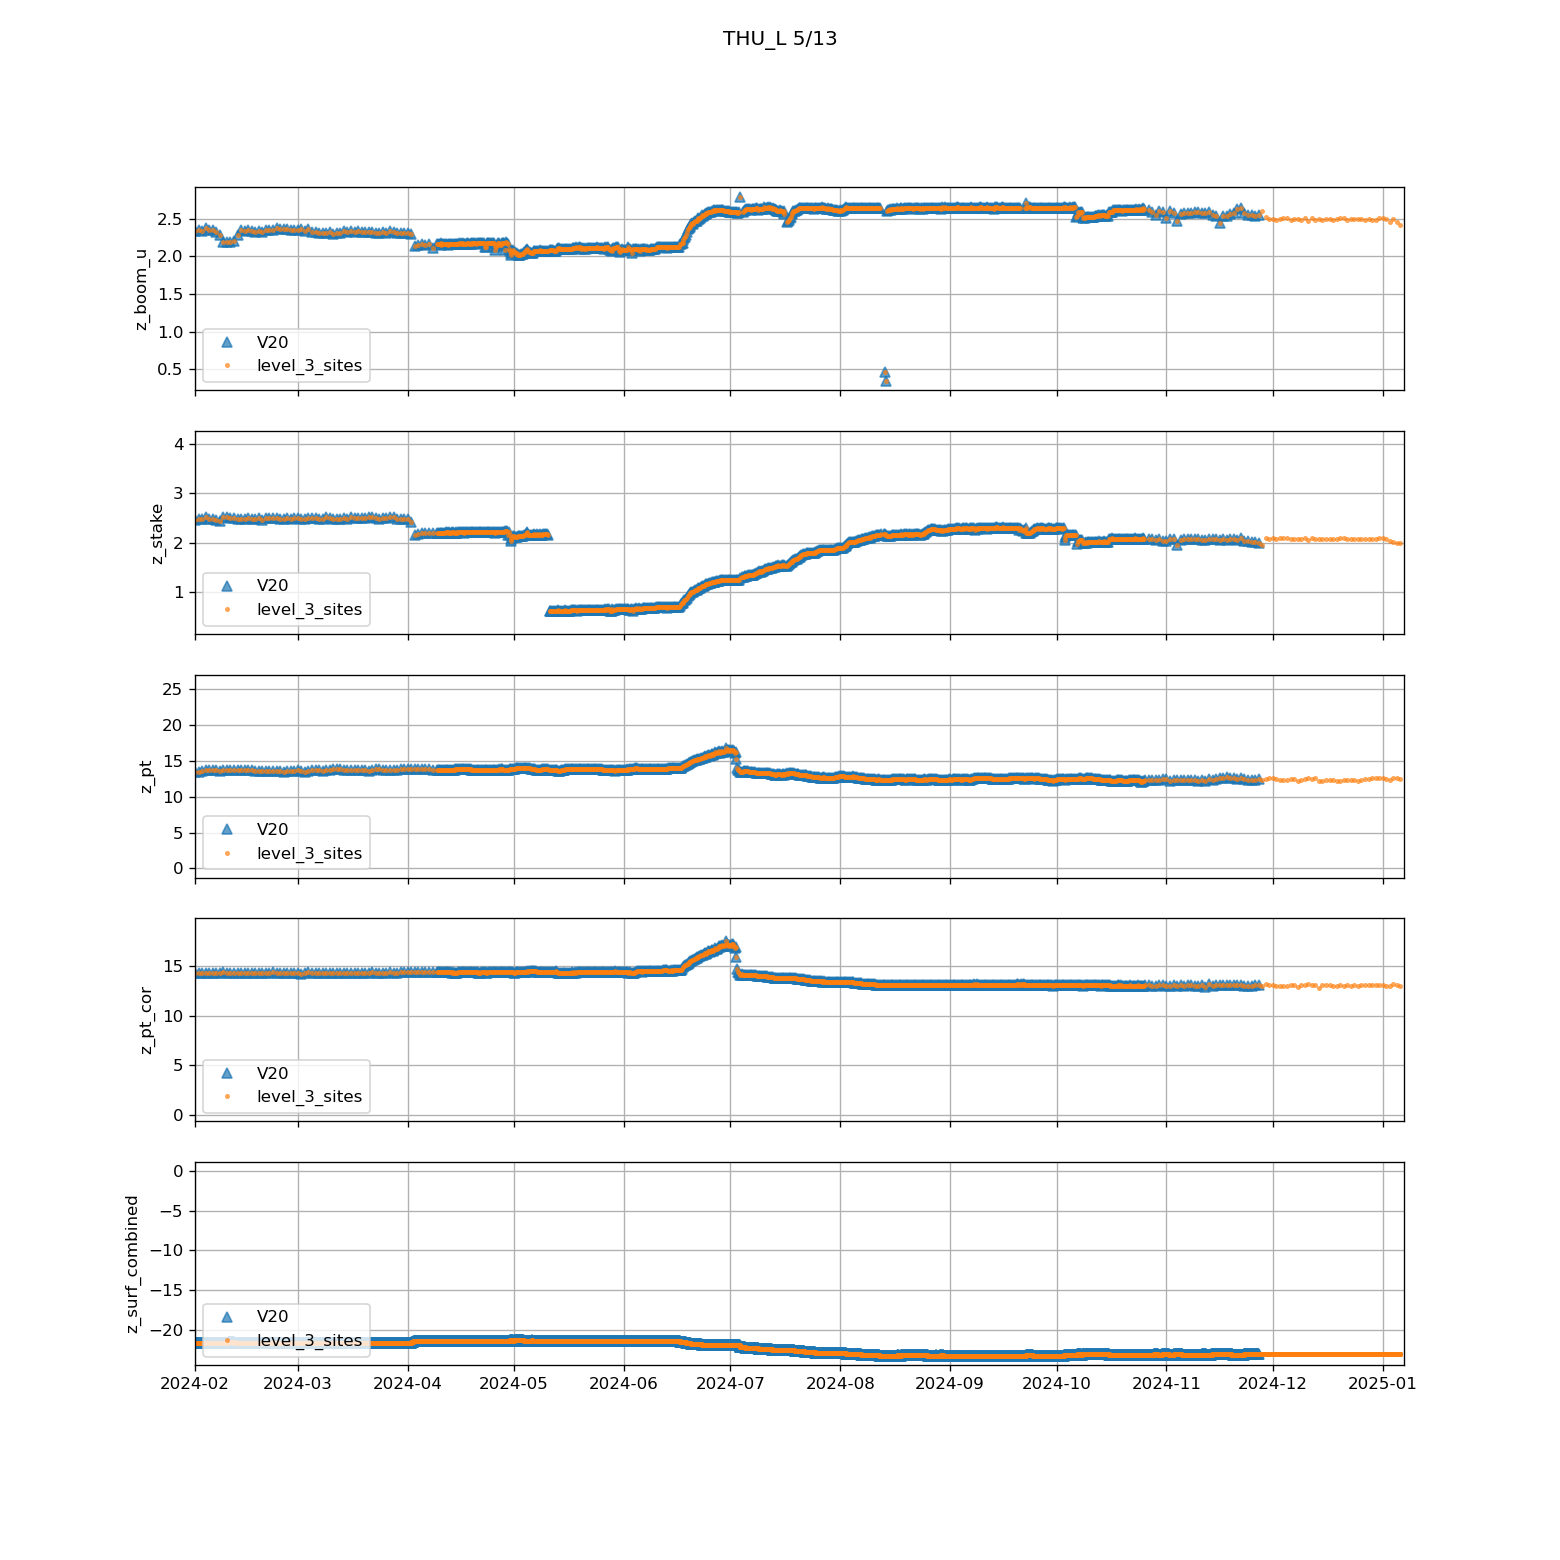 THU_L 5/13
z_boom_u
2.5
2.0
1.5
1.0
0.5
V20
level_3_sites
z_stake
4
3
2
1
V20
level_3_sites
z_pt
25
20
15
10
5
0
V20
level_3_sites
z_pt_cor
15
10
5
0
V20
level_3_sites
z_surf_combined
0
−5
−10
−15
−20
V20
level_3_sites
2024-02 2024-03 2024-04 2024-05 2024-06 2024-07 2024-08 2024-09 2024-10 2024-11 2024-12 2025-01